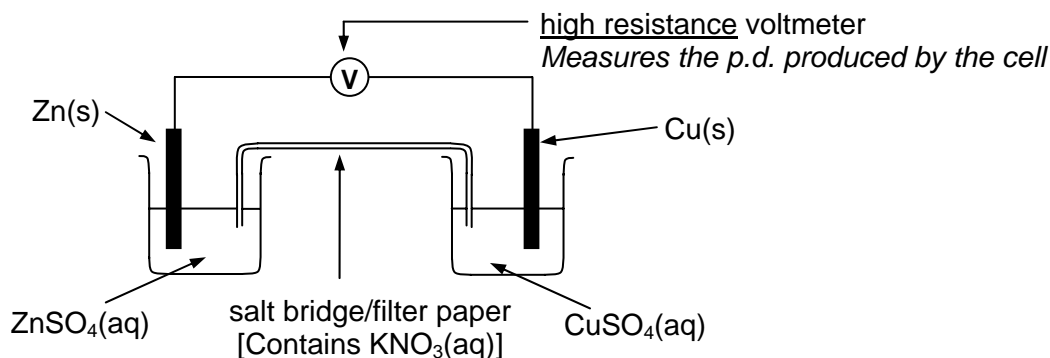 high resistance voltmeter
Measures the p.d. produced by the cell
V
Zn(s)
Cu(s)
ZnSO₄(aq)
salt bridge/filter paper
[Contains KNO₃(aq)]
CuSO₄(aq)